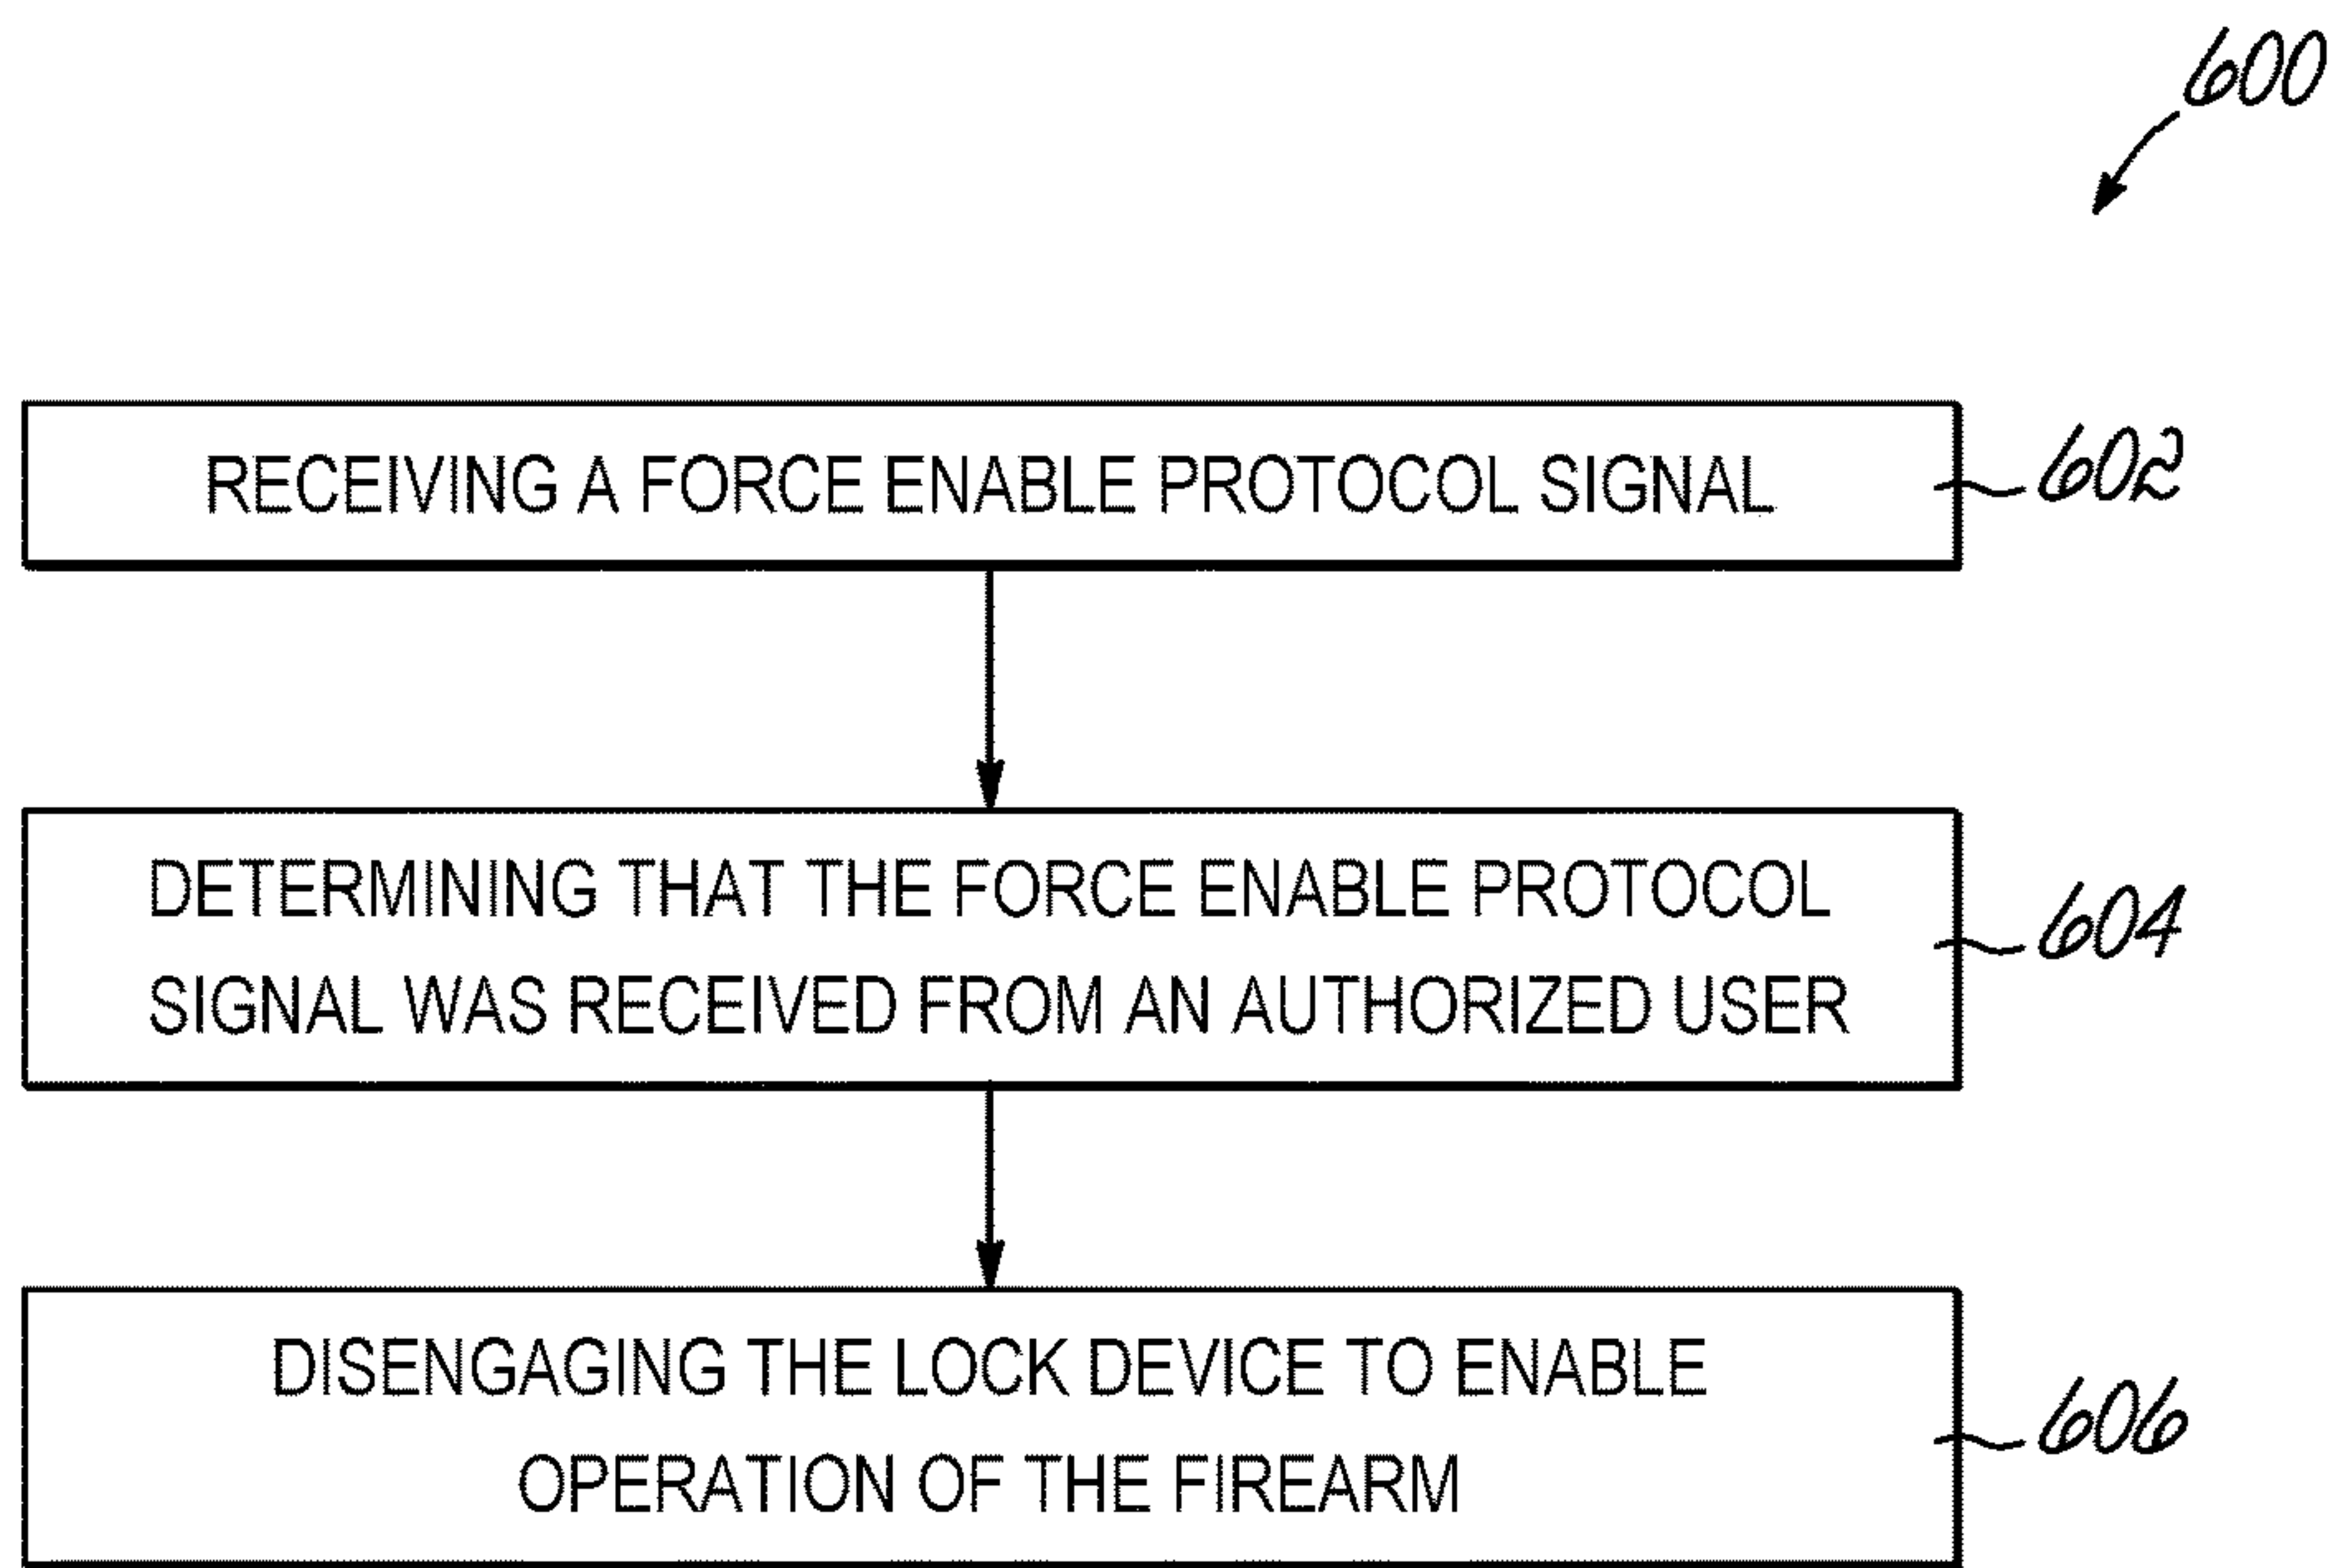 600
RECEIVING A FORCE ENABLE PROTOCOL SIGNAL
602
DETERMINING THAT THE FORCE ENABLE PROTOCOL
SIGNAL WAS RECEIVED FROM AN AUTHORIZED USER
604
DISENGAGING THE LOCK DEVICE TO ENABLE
OPERATION OF THE FIREARM
606